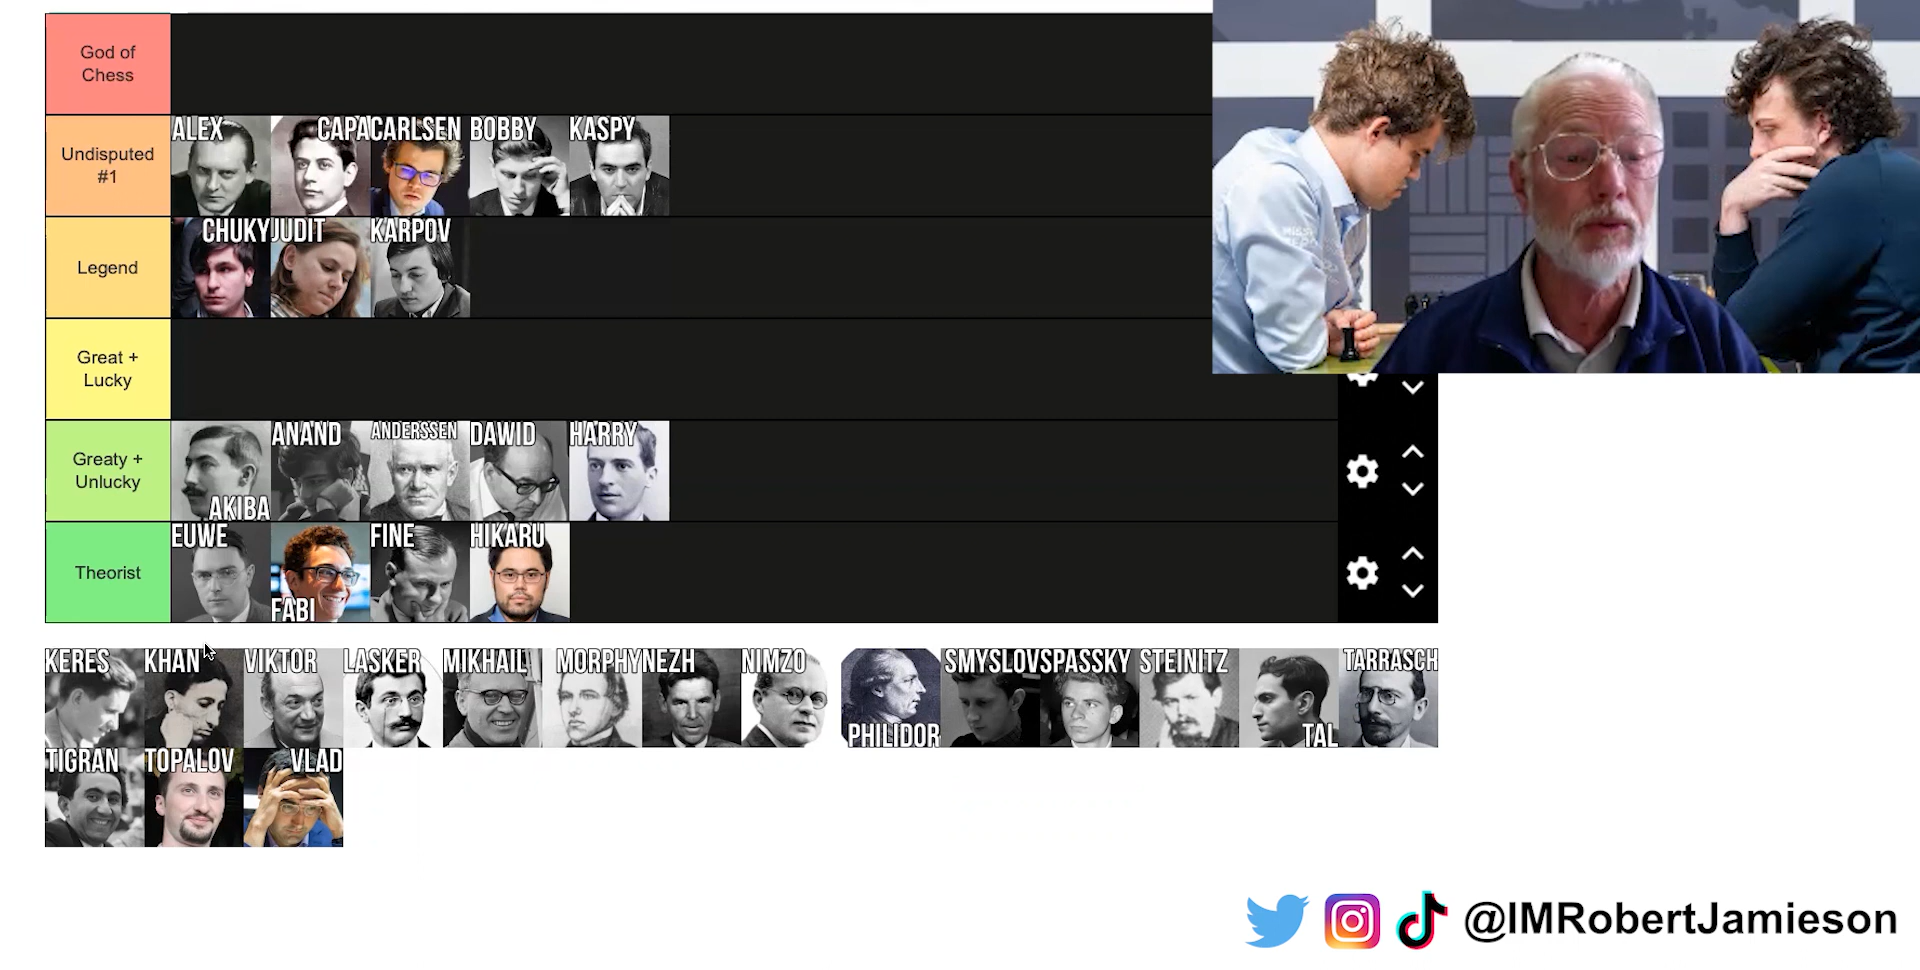 God of
Chess
Undisputed
#1
ALEX
CAPA
CARLSEN
BOBBY
KASPY
Legend
CHUKY
JUDIT
KARPOV
Great +
Lucky
Greaty +
Unlucky
AKIBA
ANAND
ANDERSSEN
DAWID
HARRY
Theorist
EUWE
FABI
FINE
HIKARU
KERES
KHAN
VIKTOR
LASKER
MIKHAIL
MORPHY
NEZH
NIMZO
PHILIDOR
SMYSLOV
SPASSKY
STEINITZ
TAL
TARRASCH
TIGRAN
TOPALOV
VLAD
@IMRobertJamieson